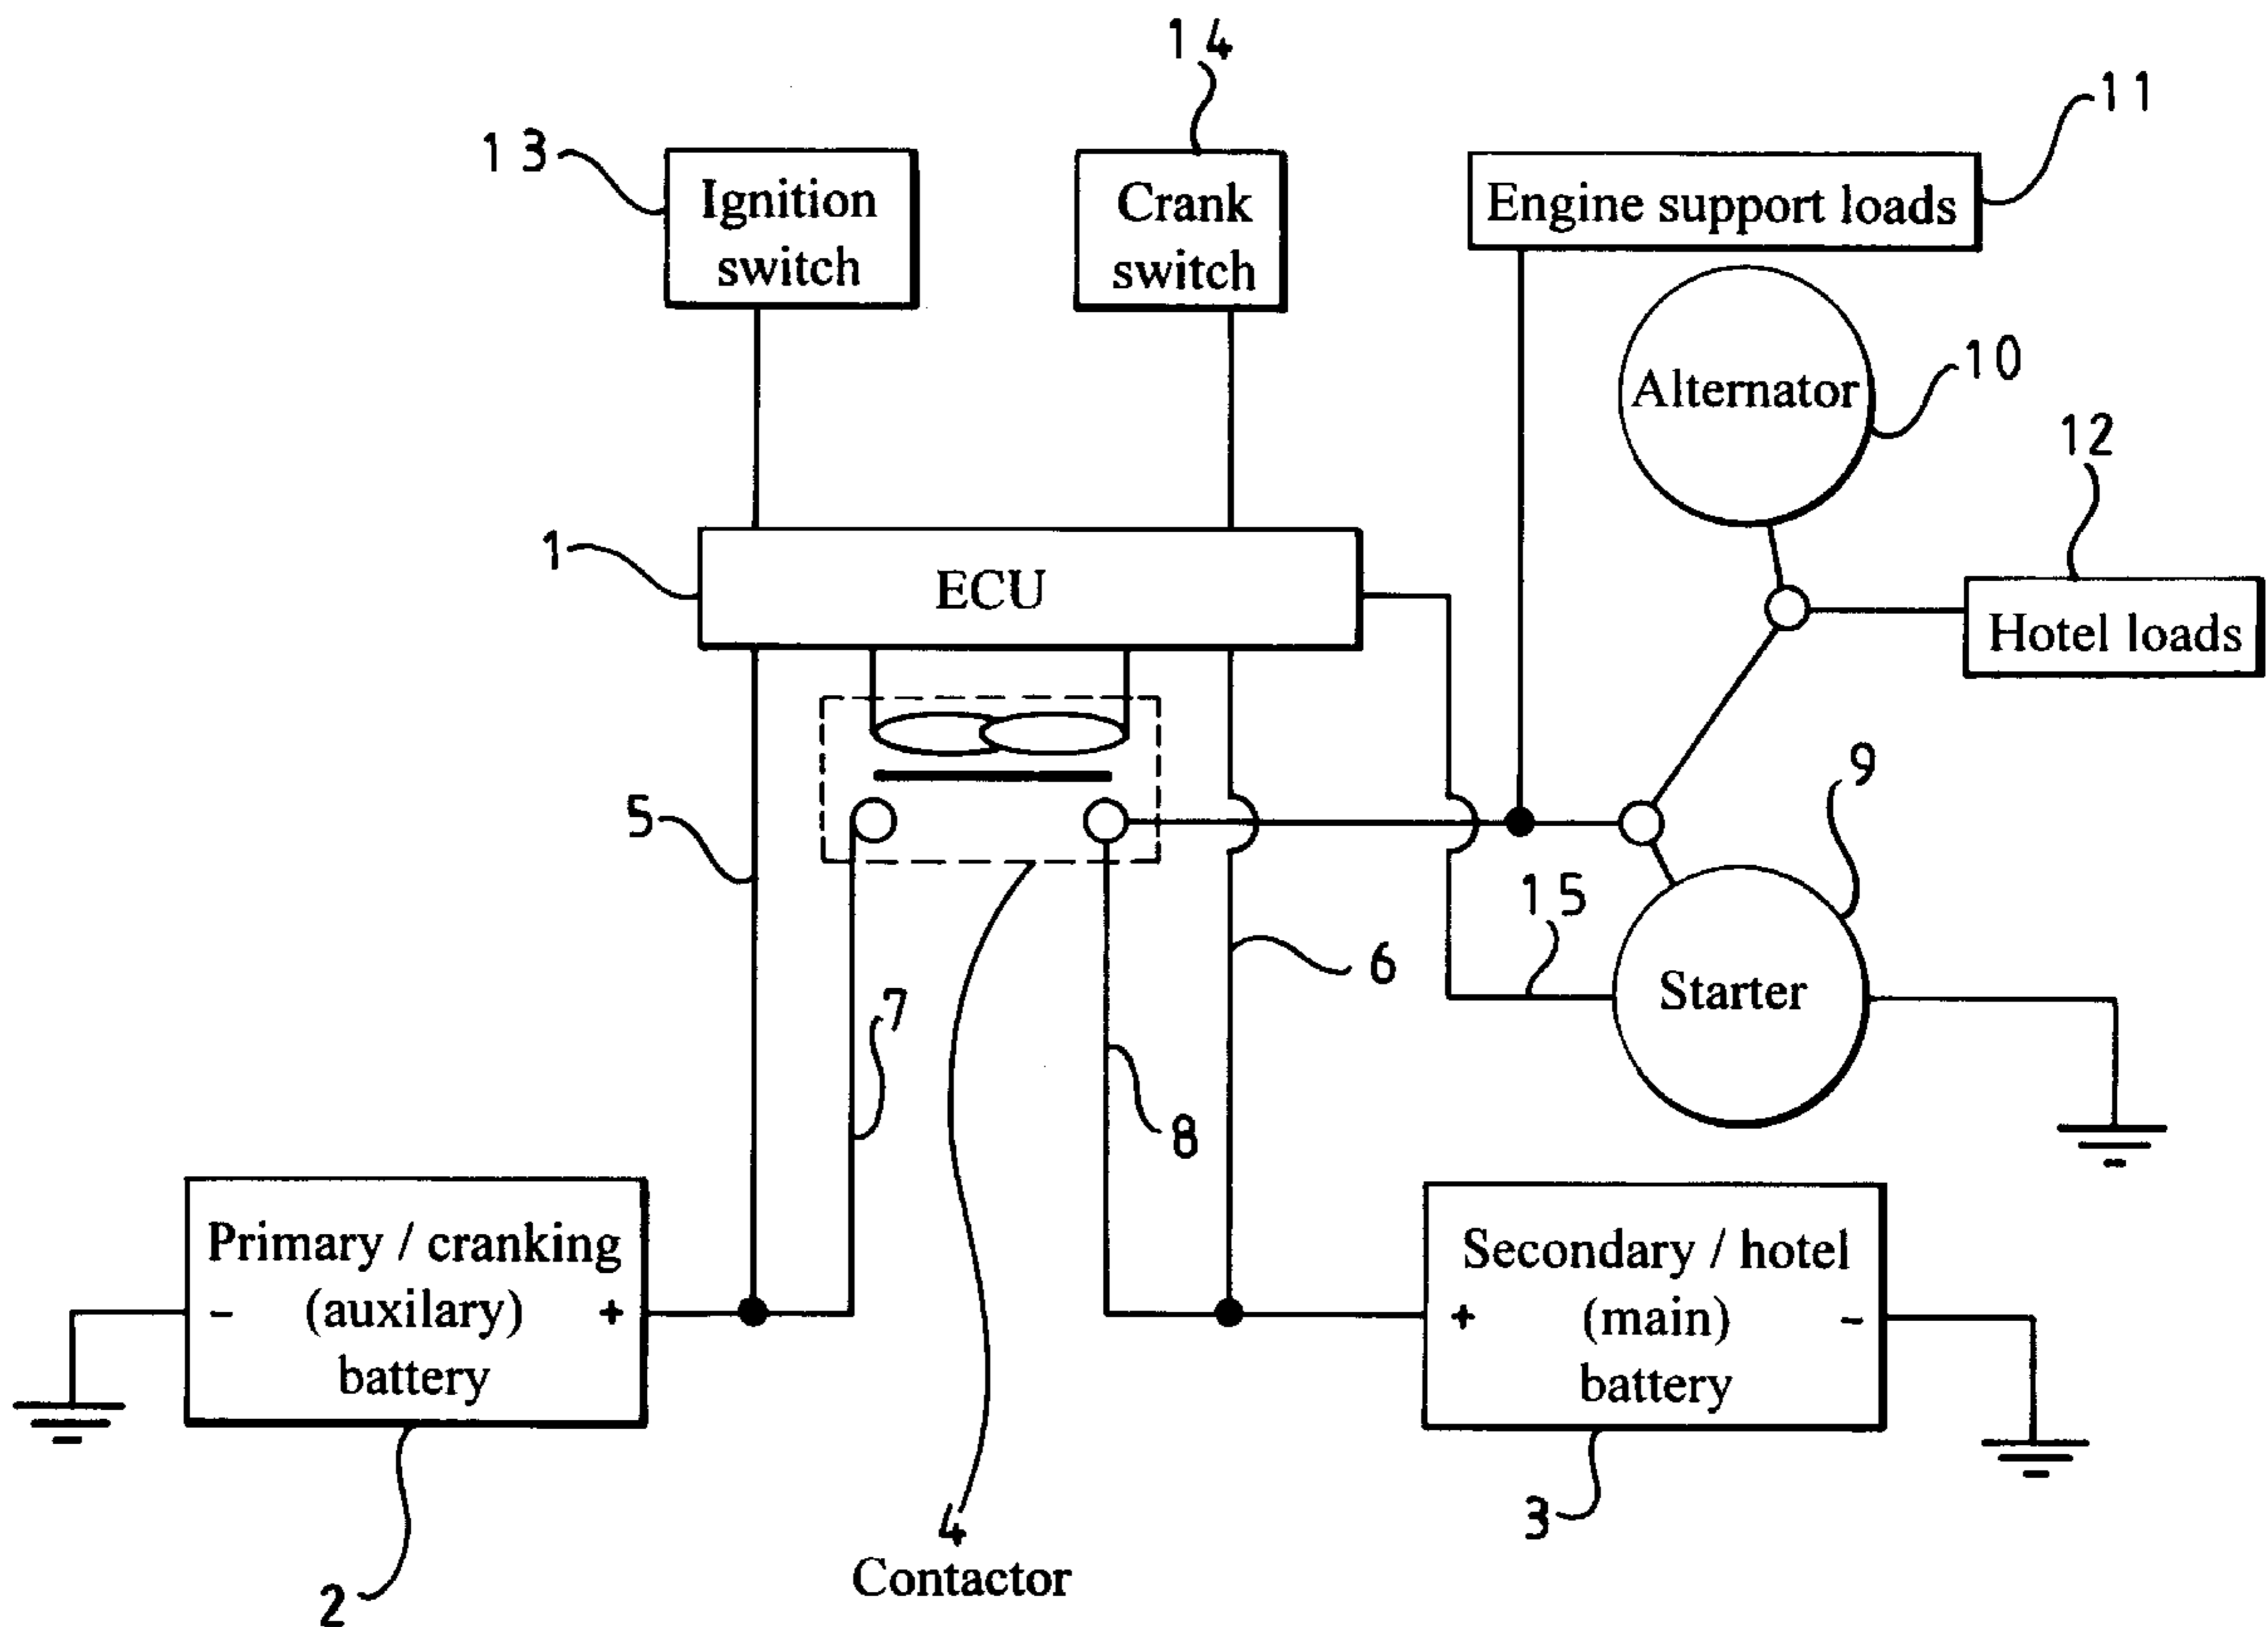 14
11
13
Ignition
switch
Crank
switch
Engine support loads
10
Alternator
12
1
ECU
Hotel loads
9
5
15
6
7
Starter
8
Primary / cranking
- (auxilary) +
battery
Secondary / hotel
+ (main) -
battery
4
Contactor
3
2